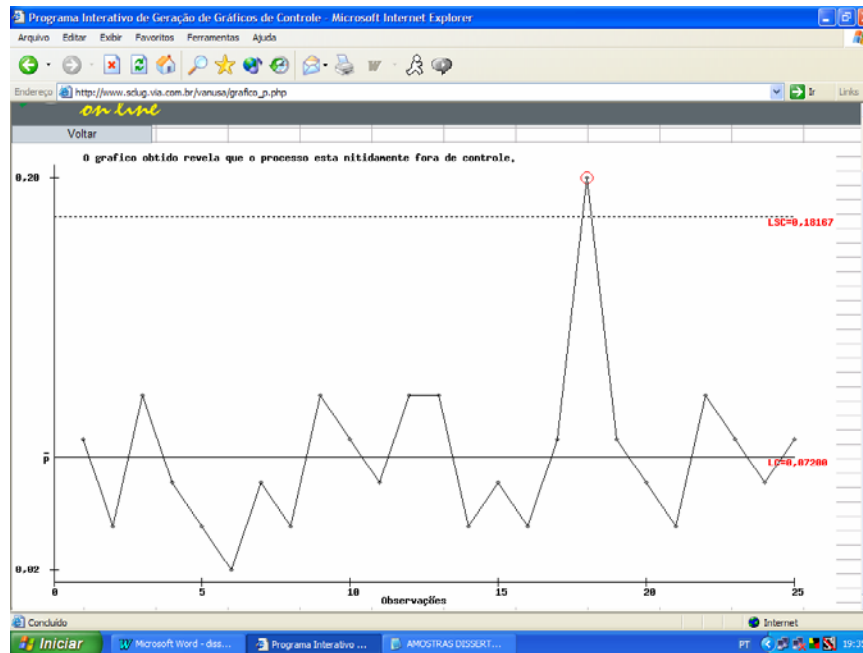 Programa Interativo de Geração de Gráficos de Controle - Microsoft Internet Explorer
Arquivo Editar Exibir Favoritos Ferramentas Ajuda
Endereço http://www.sclug.via.com.br/vanusa/grafico_p.php Ir Links
on line
Voltar
O grafico obtido revela que o processo esta nitidamente fora de controle.
0,20
LSC=0,18167
p̄
LC=0,07200
0,02
0 5 10 15 20 25
Observações
Concluído Internet
Iniciar Microsoft Word - diss... Programa Interativo ... AMOSTRAS DISSERT... PT 19:35